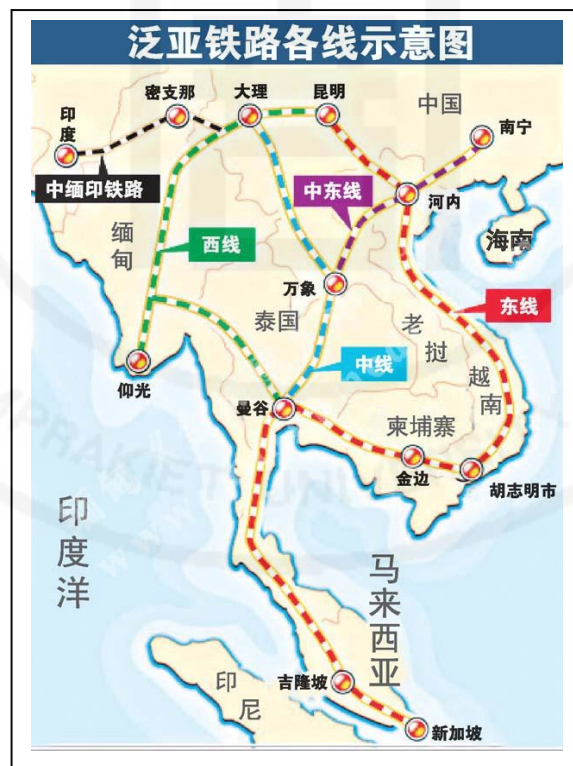 泛亚铁路各线示意图
密支那
大理
昆明
中国
印度
南宁
中缅印铁路
中东线
河内
缅甸
西线
海南
万象
东线
泰国
老挝
中线
越南
仰光
曼谷
柬埔寨
金边
胡志明市
印度洋
马来西亚
吉隆坡
印尼
新加坡